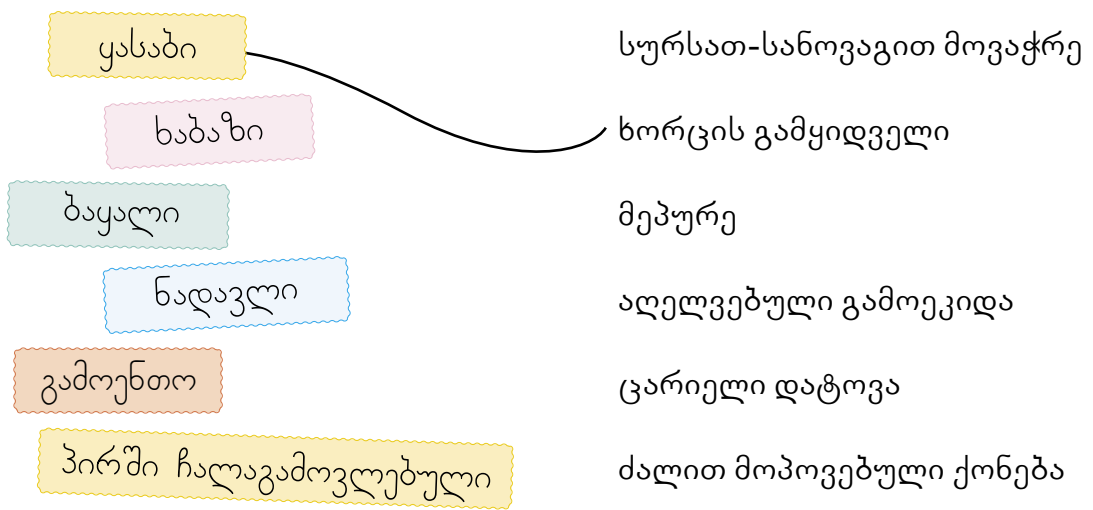 ყასაბი
ხაბაზი
ბაყალი
ნადავლი
გამოენთო
პირში ჩალაგამოვლებული
სურსათ-სანოვაგით მოვაჭრე
ხორცის გამყიდველი
მეპურე
აღელვებული გამოეკიდა
ცარიელი დატოვა
ძალით მოპოვებული ქონება